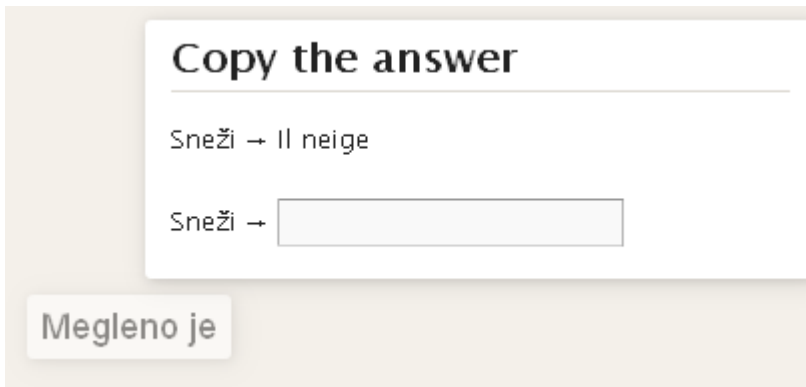 Copy the answer
Sneži → Il neige
Sneži →
Megleno je